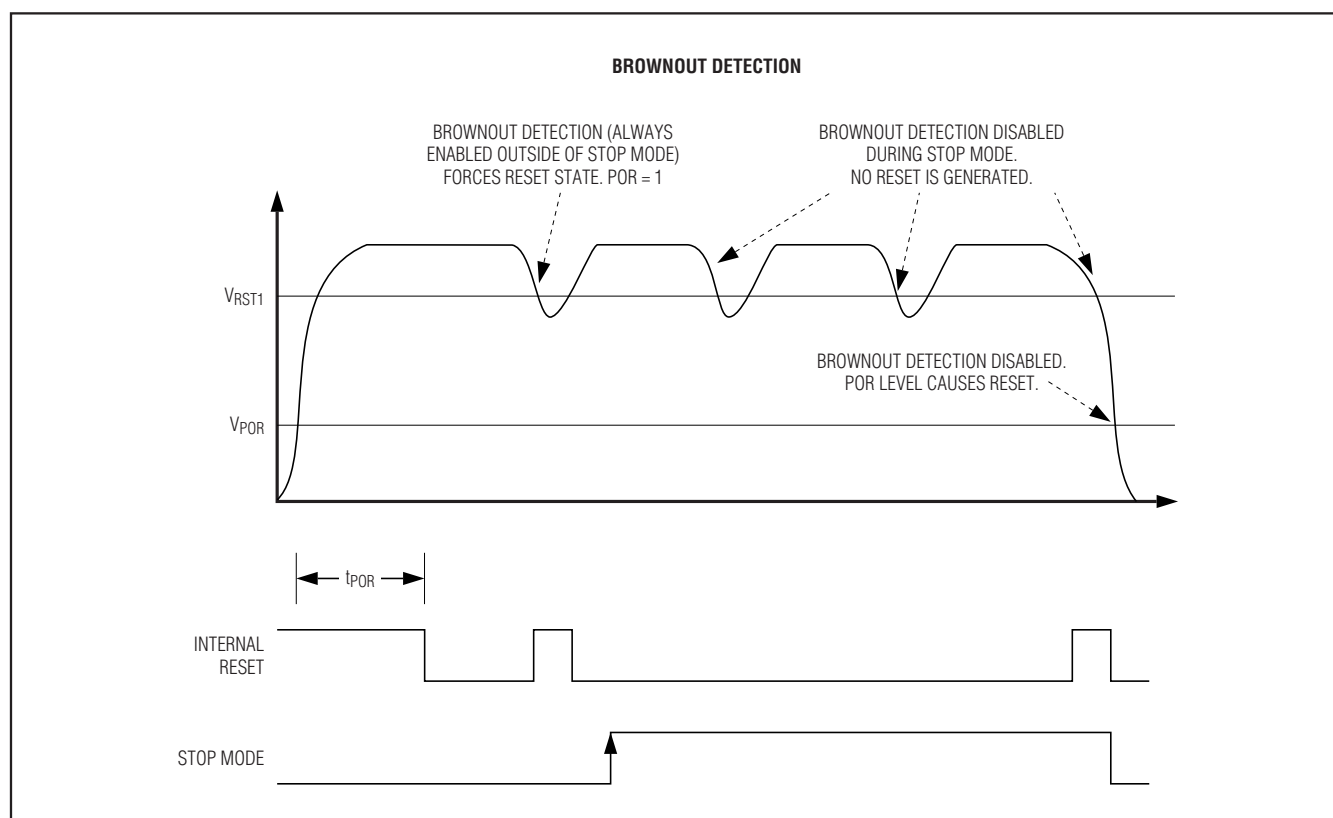 BROWNOUT DETECTION
BROWNOUT DETECTION (ALWAYS
ENABLED OUTSIDE OF STOP MODE)
FORCES RESET STATE. POR = 1
BROWNOUT DETECTION DISABLED
DURING STOP MODE.
NO RESET IS GENERATED.
VRST1
BROWNOUT DETECTION DISABLED.
POR LEVEL CAUSES RESET.
VPOR
tPOR
INTERNAL
RESET
STOP MODE